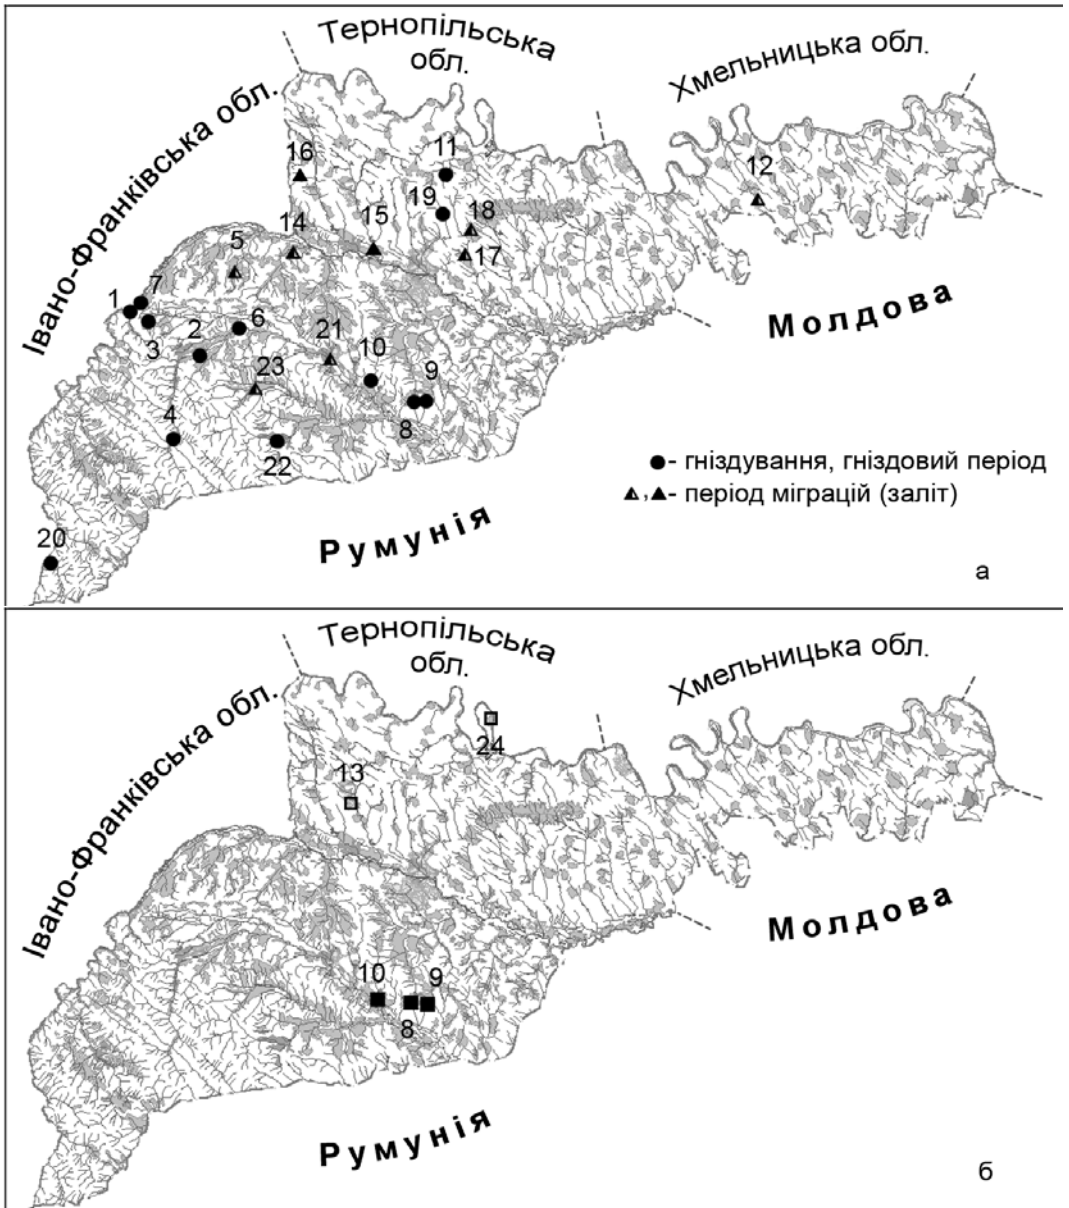 Тернопільська
обл.
Хмельницька обл.
Івано-Франківська обл.
16
11
12
19
18
14
15
5
17
7
1
3
2
6
21
10
23
9
4
8
22
20
Молдова
●- гніздування, гніздовий період
◭,▲- період міграцій (заліт)
Румунія
а
Тернопільська
обл.
Хмельницька обл.
Івано-Франківська обл.
24
13
Молдова
10
9
8
Румунія
б